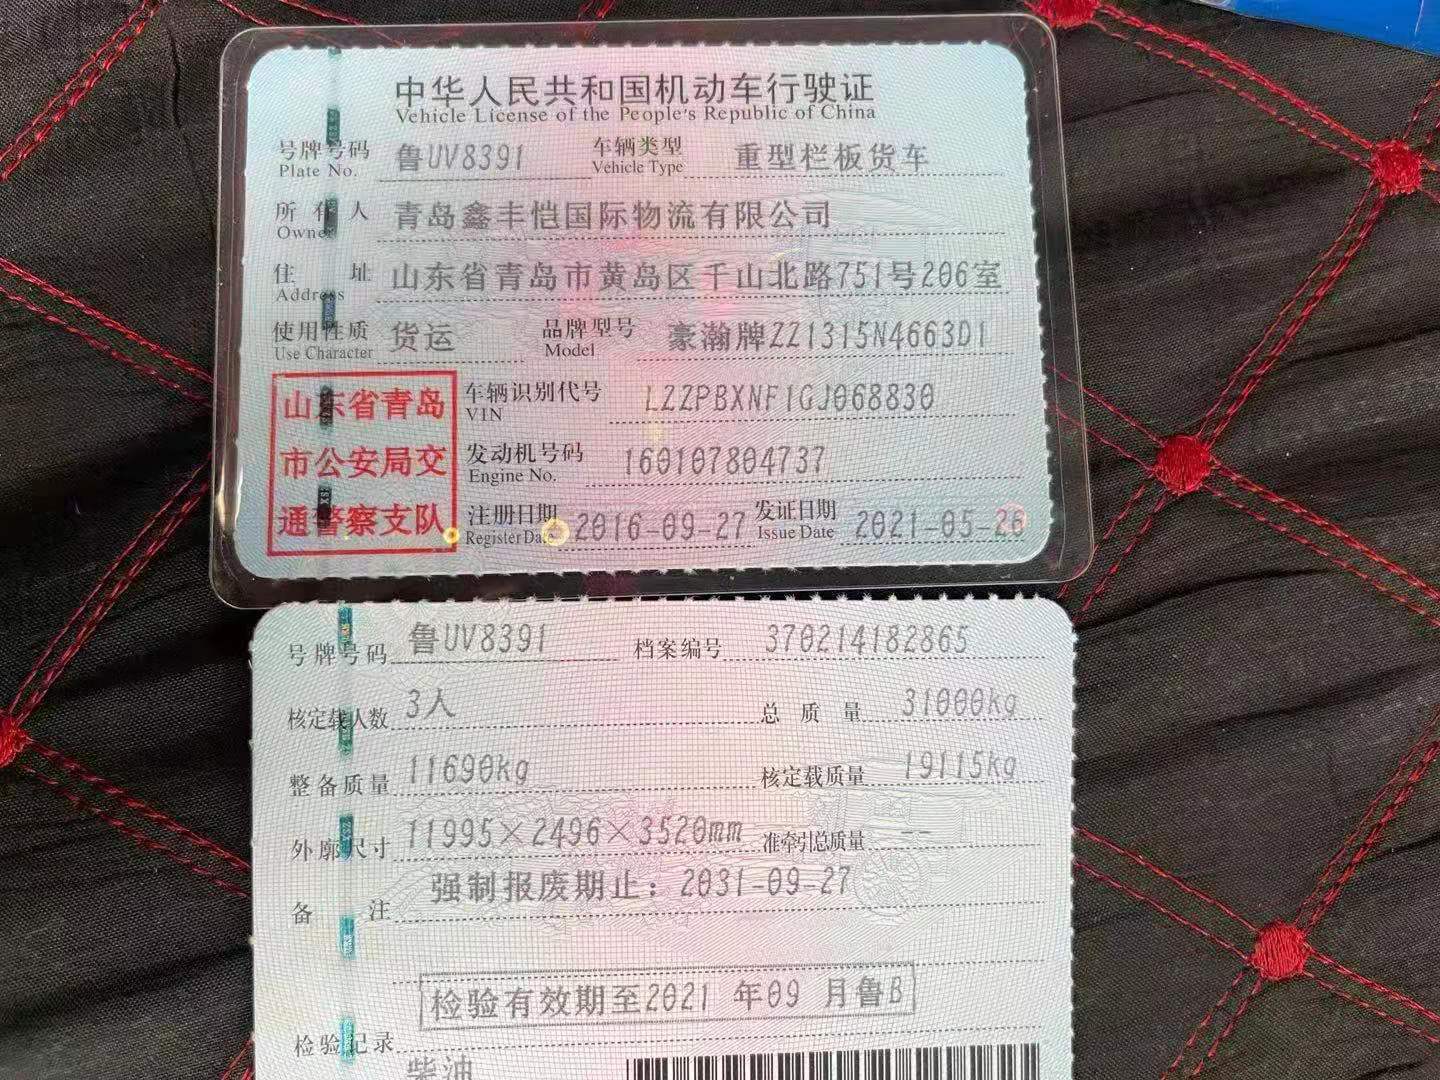 中华人民共和国机动车行驶证
Vehicle License of the People's Republic of China
号牌号码 鲁UV8391 车辆类型 重型栏板货车
Plate No. Vehicle Type
所有人 青岛鑫丰恺国际物流有限公司
Owner
住址 山东省青岛市黄岛区千山北路751号206室
Address
使用性质 货运 品牌型号 豪瀚牌ZZ1315N4663D1
Use Character Model
山东省青岛
市公安局交
通警察支队
车辆识别代号 LZZPBXNF1GJ068830
VIN
发动机号码 160107804737
Engine No.
注册日期 2016-09-27 发证日期 2021-05-26
Register Date Issue Date
号牌号码 鲁UV8391 档案编号 370214182865
核定载人数 3人 总质量 31000kg
整备质量 11690kg 核定载质量 19115kg
外廓尺寸 11995×2496×3520mm 准牵引总质量 --
备注 强制报废期止：2031-09-27
检验有效期至2021 年09 月鲁B
检验记录
柴油